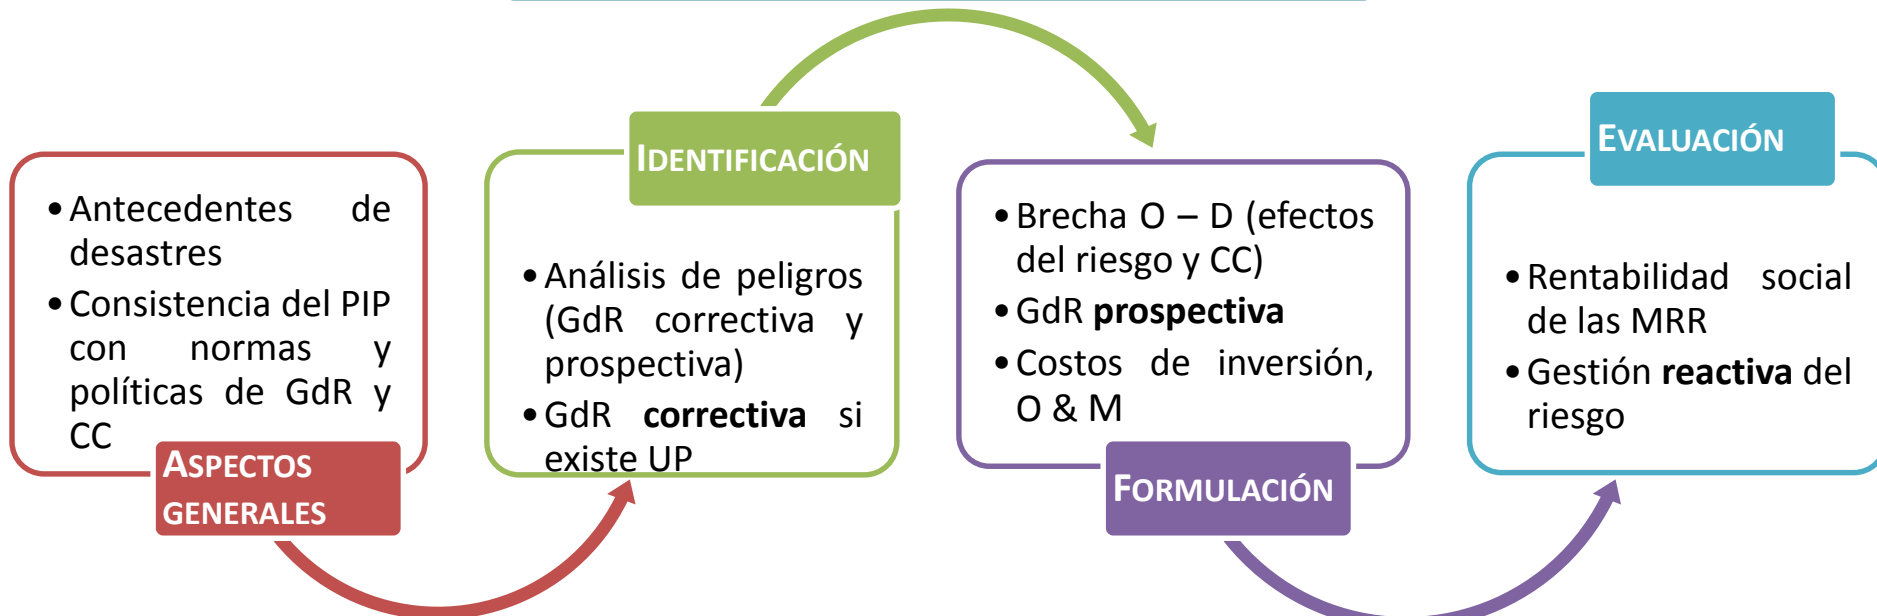 • Antecedentes de
desastres
• Consistencia del PIP
con normas y
políticas de GdR y
CC
ASPECTOS
GENERALES
IDENTIFICACIÓN
• Análisis de peligros
(GdR correctiva y
prospectiva)
• GdR correctiva si
existe UP
• Brecha O – D (efectos
del riesgo y CC)
• GdR prospectiva
• Costos de inversión,
O & M
FORMULACIÓN
EVALUACIÓN
• Rentabilidad social
de las MRR
• Gestión reactiva del
riesgo